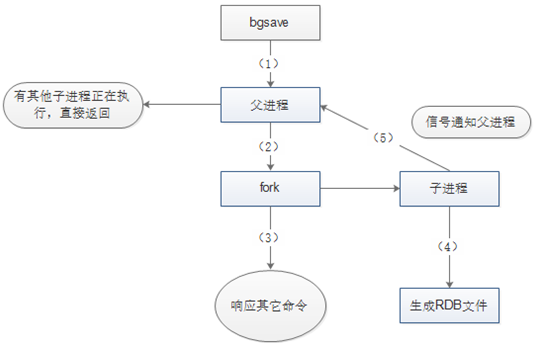 bgsave
（1）
有其他子进程正在执
行，直接返回
父进程
信号通知父进程
（5）
（2）
fork
子进程
（3）
（4）
响应其它命令
生成RDB文件